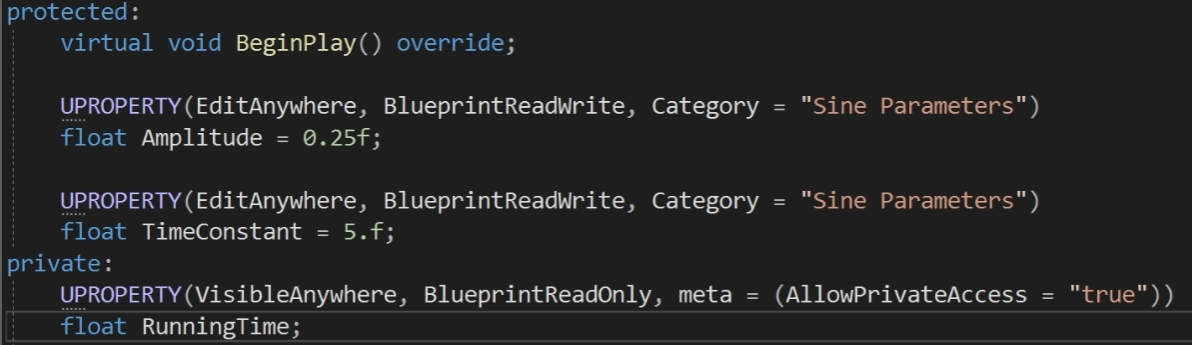 protected:
virtual void BeginPlay() override;
UPROPERTY(EditAnywhere, BlueprintReadWrite, Category = "Sine Parameters")
float Amplitude = 0.25f;
UPROPERTY(EditAnywhere, BlueprintReadWrite, Category = "Sine Parameters")
float TimeConstant = 5.f;
private:
UPROPERTY(VisibleAnywhere, BlueprintReadOnly, meta = (AllowPrivateAccess = "true"))
float RunningTime;